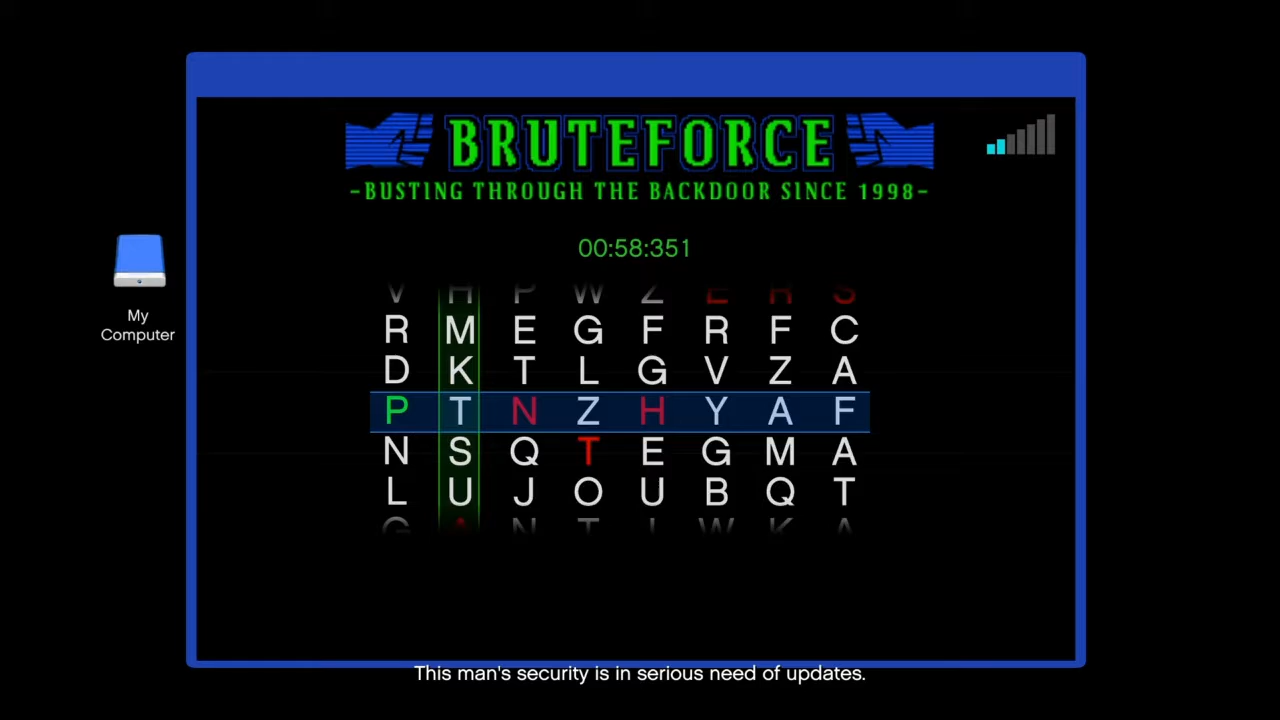 BRUTEFORCE
-BUSTING THROUGH THE BACKDOOR SINCE 1998-
00:58:351
My
Computer
V H P W Z E R S
R M E G F R F C
D K T L G V Z A
P T N Z H Y A F
N S Q T E G M A
L U J O U B Q T
This man's security is in serious need of updates.